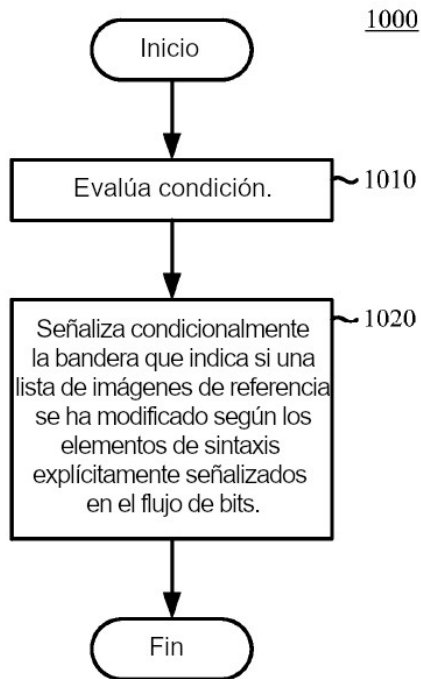 1000
Inicio
Evalúa condición.
1010
Señaliza condicionalmente
la bandera que indica si una
lista de imágenes de referencia
se ha modificado según los
elementos de sintaxis
explícitamente señalizados
en el flujo de bits.
1020
Fin